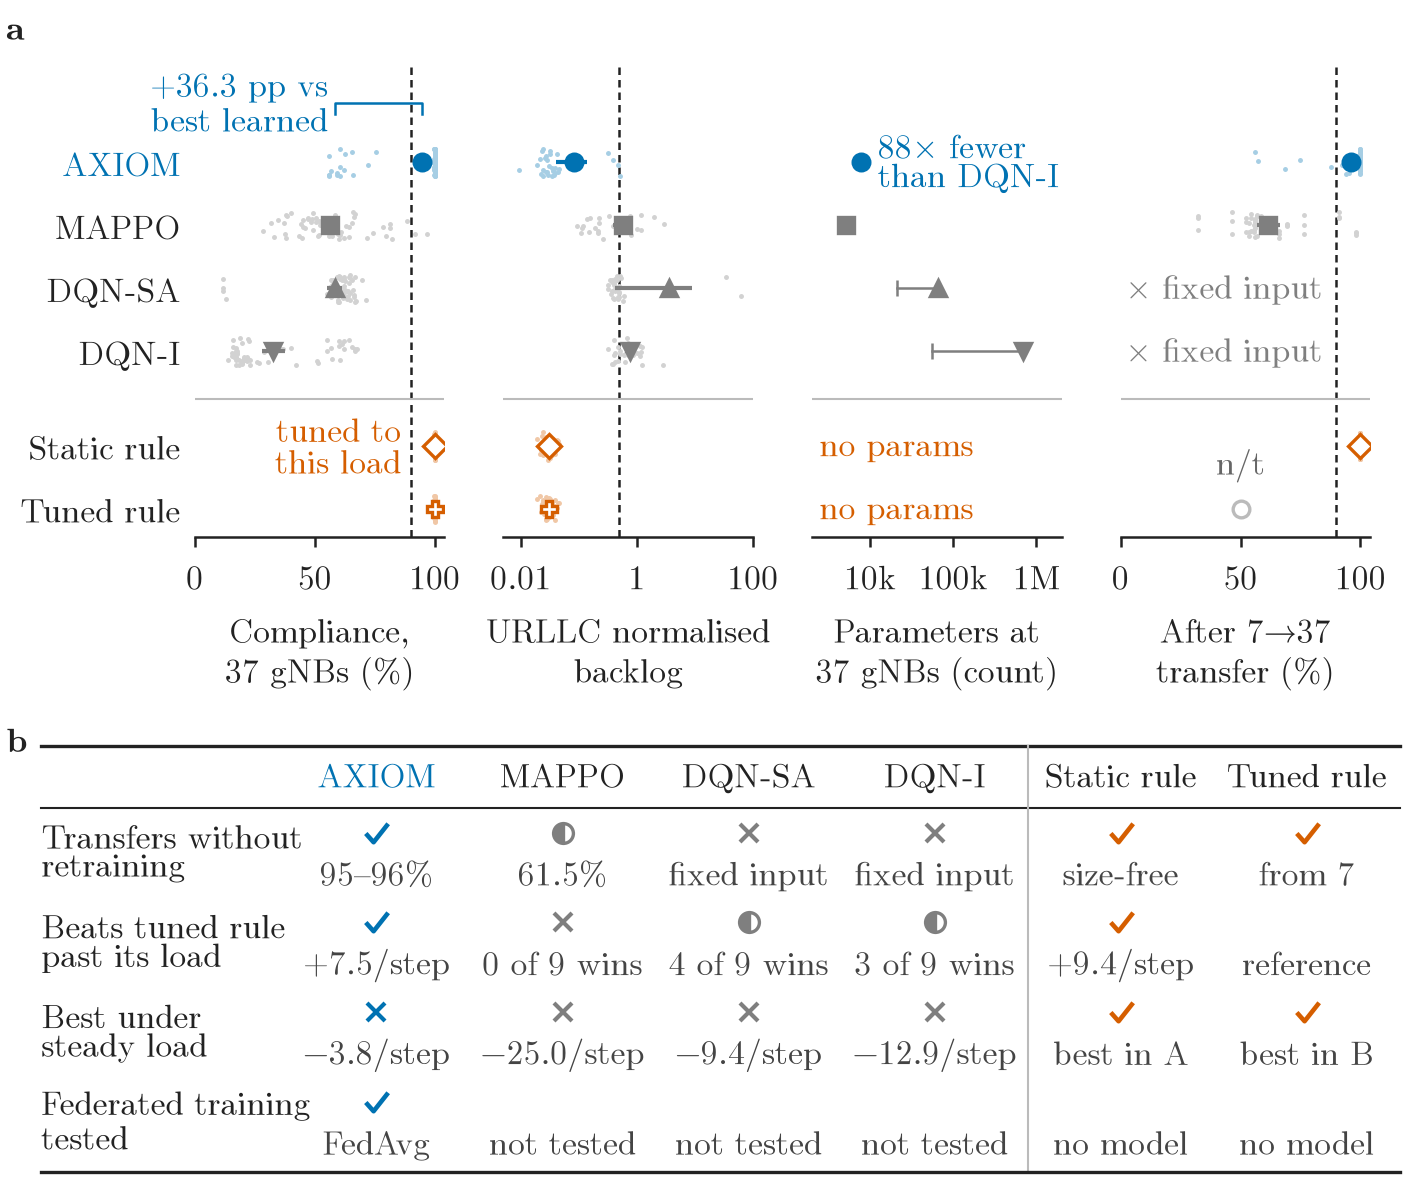 a
+36.3 pp vs
best learned
AXIOM
88× fewer
than DQN-I
MAPPO
DQN-SA
× fixed input
DQN-I
× fixed input
Static rule
tuned to
this load
no params
n/t
Tuned rule
no params
0 50 100
0.01 1 100
10k 100k 1M
0 50 100
Compliance,
37 gNBs (%)
URLLC normalised
backlog
Parameters at
37 gNBs (count)
After 7→37
transfer (%)
b
AXIOM MAPPO DQN-SA DQN-I Static rule Tuned rule
Transfers without
retraining
✓ ◐ × × ✓ ✓
95–96% 61.5% fixed input fixed input size-free from 7
Beats tuned rule
past its load
✓ × ◐ ◐ ✓
+7.5/step 0 of 9 wins 4 of 9 wins 3 of 9 wins +9.4/step reference
Best under
steady load
× × × × ✓ ✓
−3.8/step −25.0/step −9.4/step −12.9/step best in A best in B
Federated training
tested
✓
FedAvg not tested not tested not tested no model no model